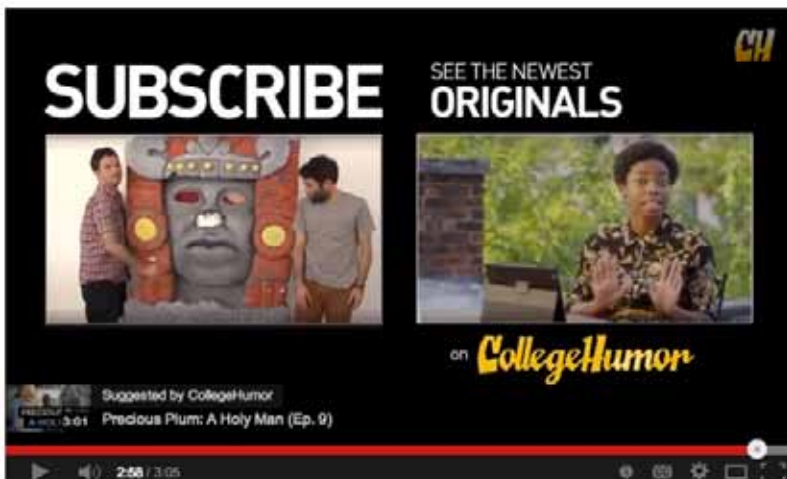 CH
SUBSCRIBE
SEE THE NEWEST
ORIGINALS
on CollegeHumor
Suggested by CollegeHumor
3:01
Precious Plum: A Holy Man (Ep. 9)
2:58 / 3:05